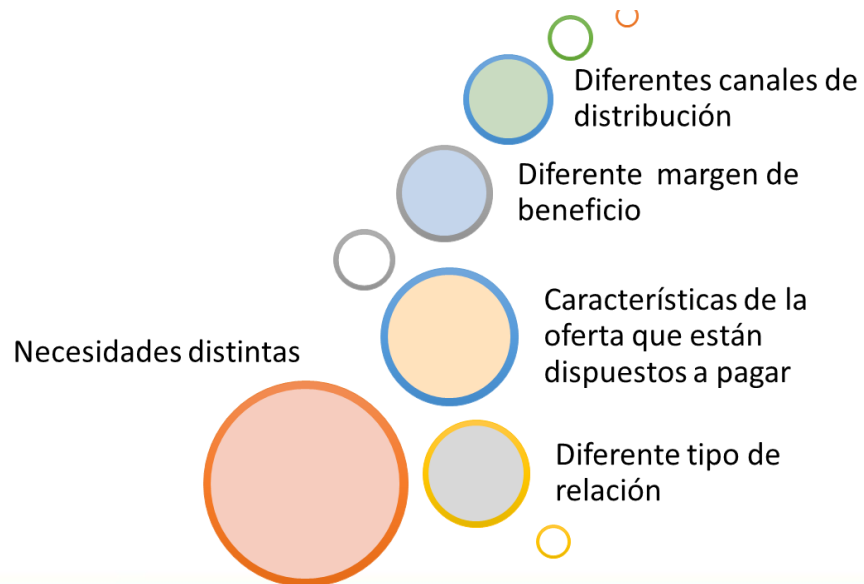 Diferentes canales de
distribución
Diferente margen de
beneficio
Características de la
oferta que están
dispuestos a pagar
Necesidades distintas
Diferente tipo de
relación